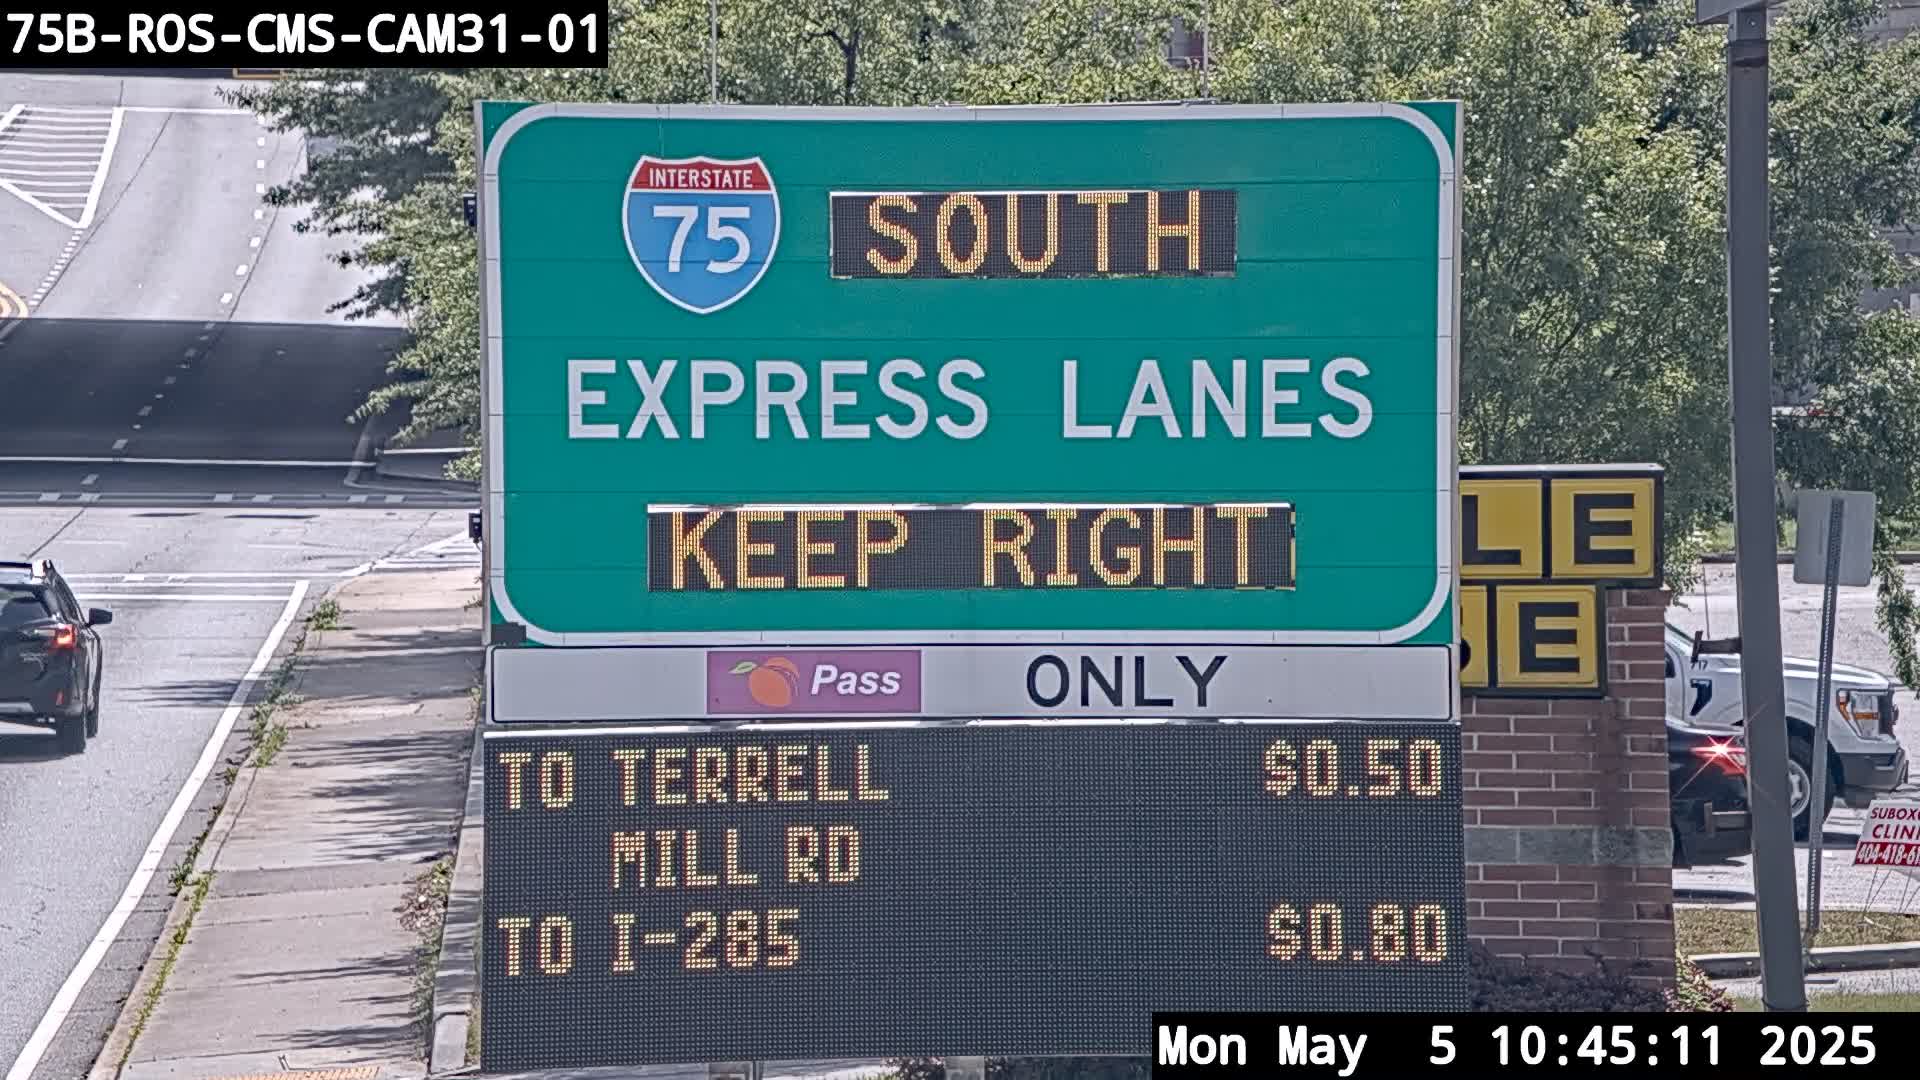 75B-ROS-CMS-CAM31-01
INTERSTATE
75
SOUTH
EXPRESS LANES
KEEP RIGHT
Pass ONLY
TO TERRELL $0.50
MILL RD
TO I-285 $0.80
LE
E
CLINI
Mon May 5 10:45:11 2025